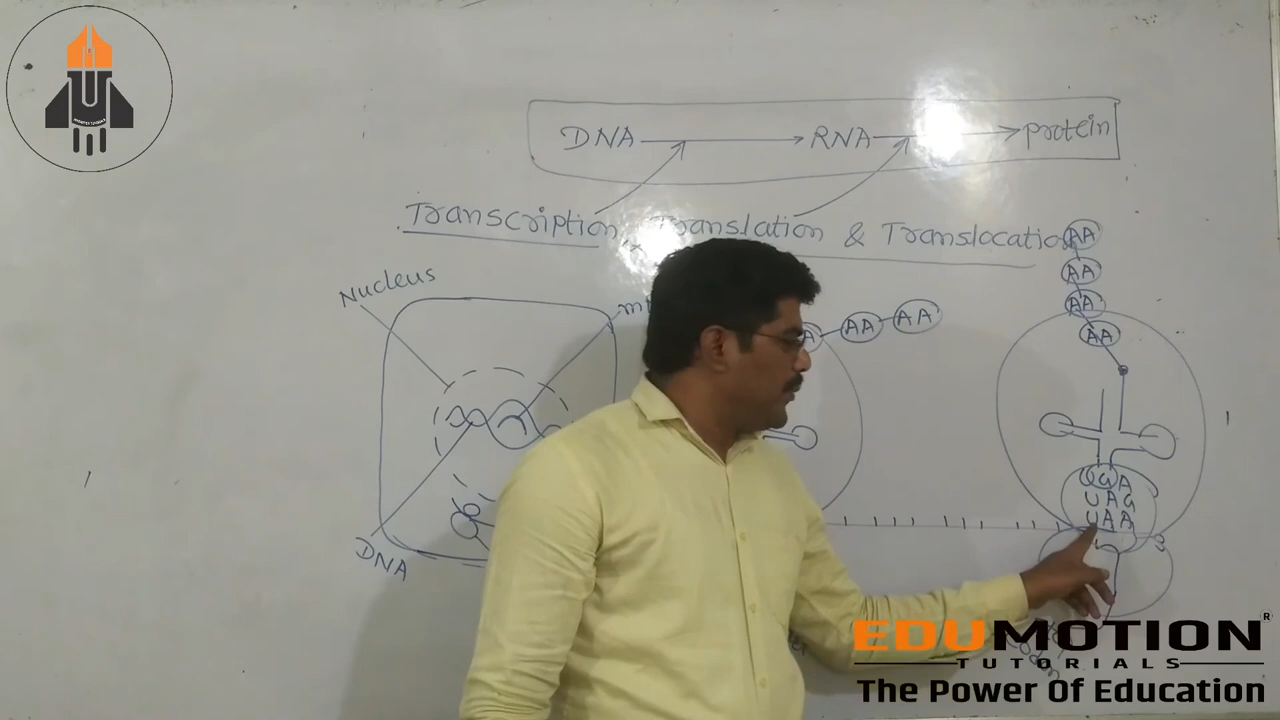 DNA → RNA → protein
Transcription, Translation & Translocation
AA
AA
AA
AA
Nucleus
AA AA
UGA
UAG
UAA
DNA
codon
EDUMOTION®
TUTORIALS
The Power Of Education